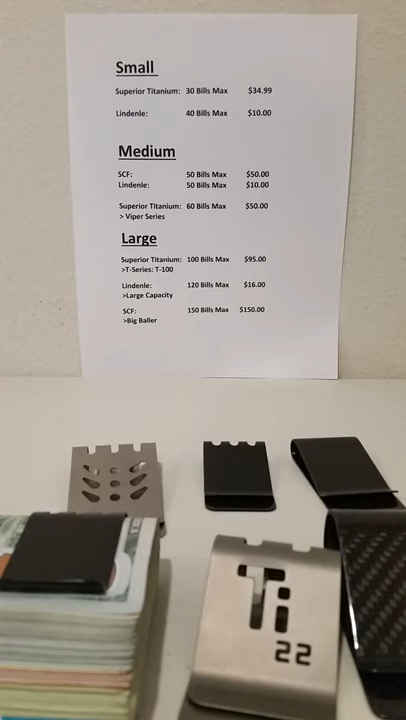 Small
Superior Titanium: 30 Bills Max $34.99
Lindenle: 40 Bills Max $10.00
Medium
SCF: 50 Bills Max $50.00
Lindenle: 50 Bills Max $10.00
Superior Titanium: 60 Bills Max $50.00
> Viper Series
Large
Superior Titanium: 100 Bills Max $95.00
>T-Series: T-100
Lindenle: 120 Bills Max $16.00
>Large Capacity
SCF: 150 Bills Max $150.00
>Big Baller
Ti
22